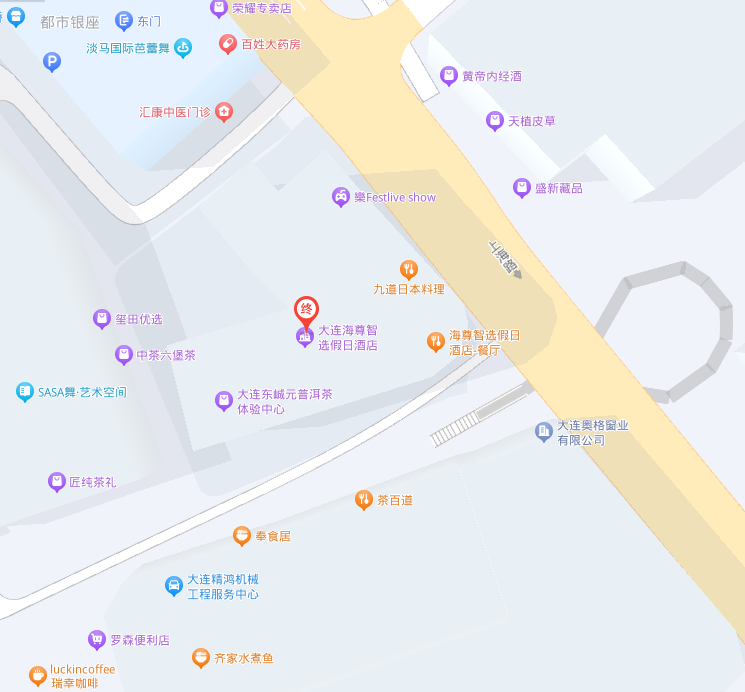 荣耀专卖店
都市银座
东门
淡马国际芭蕾舞
百姓大药房
P
黄帝内经酒
汇康中医门诊
天植皮草
盛新藏品
樂Festlive show
九道日本料理
终
玺田优选
大连海尊智
选假日酒店
海尊智选假日
酒店-餐厅
中茶六堡茶
SASA舞·艺术空间
大连东峸元普洱茶
体验中心
大连奥格窗业
有限公司
匠纯茶礼
茶百道
奉食居
大连精鸿机械
工程服务中心
罗森便利店
齐家水煮鱼
luckincoffee
瑞幸咖啡